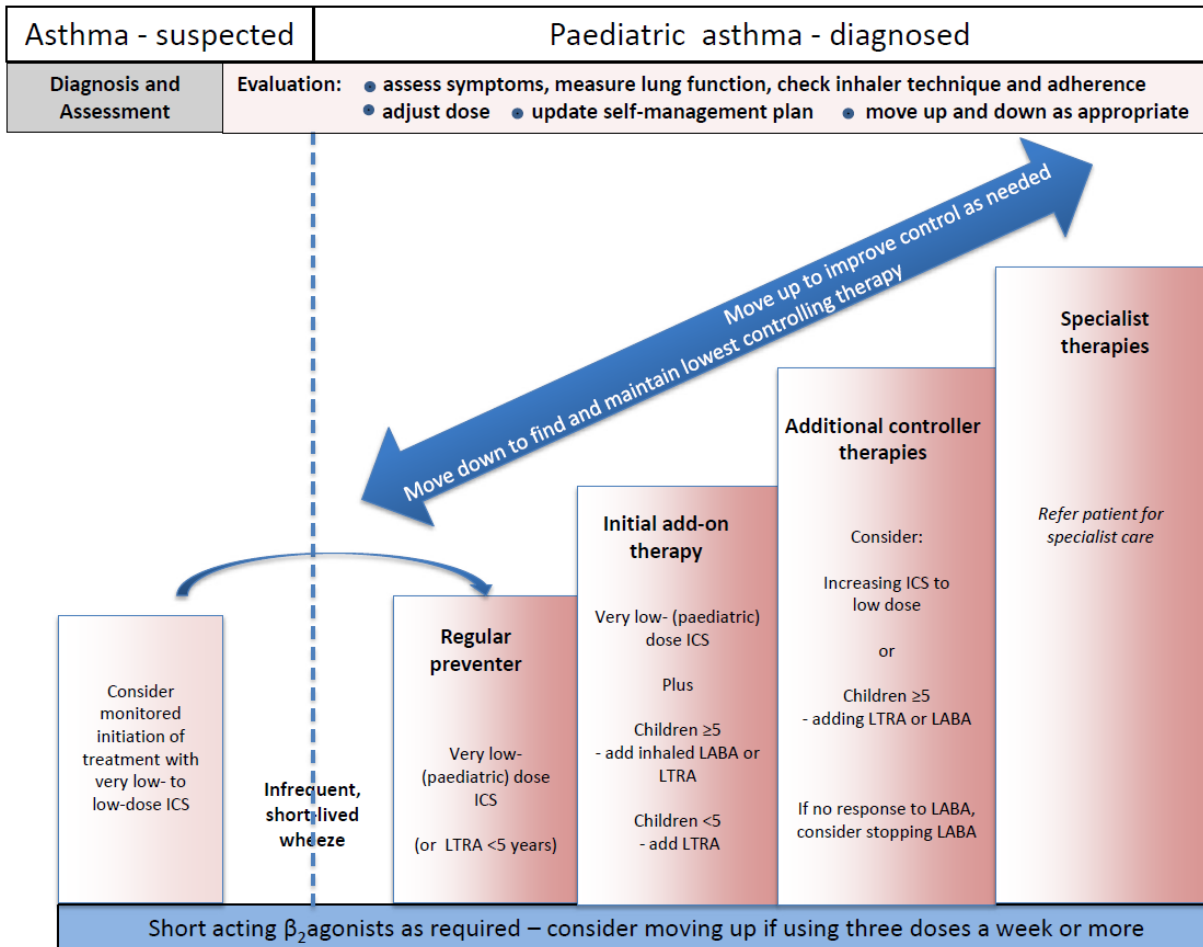 Asthma - suspected
Paediatric asthma - diagnosed
Diagnosis and
Assessment
Evaluation: • assess symptoms, measure lung function, check inhaler technique and adherence
• adjust dose • update self-management plan • move up and down as appropriate
Move up to improve control as needed
Move down to find and maintain lowest controlling therapy
Consider
monitored
initiation of
treatment with
very low- to
low-dose ICS
Infrequent,
short-lived
wheeze
Regular
preventer
Very low-
(paediatric) dose
ICS
(or LTRA <5 years)
Initial add-on
therapy
Very low- (paediatric)
dose ICS
Plus
Children ≥5
- add inhaled LABA or
LTRA
Children <5
- add LTRA
Additional controller
therapies
Consider:
Increasing ICS to
low dose
or
Children ≥5
- adding LTRA or LABA
If no response to LABA,
consider stopping LABA
Specialist
therapies
Refer patient for
specialist care
Short acting β₂agonists as required – consider moving up if using three doses a week or more